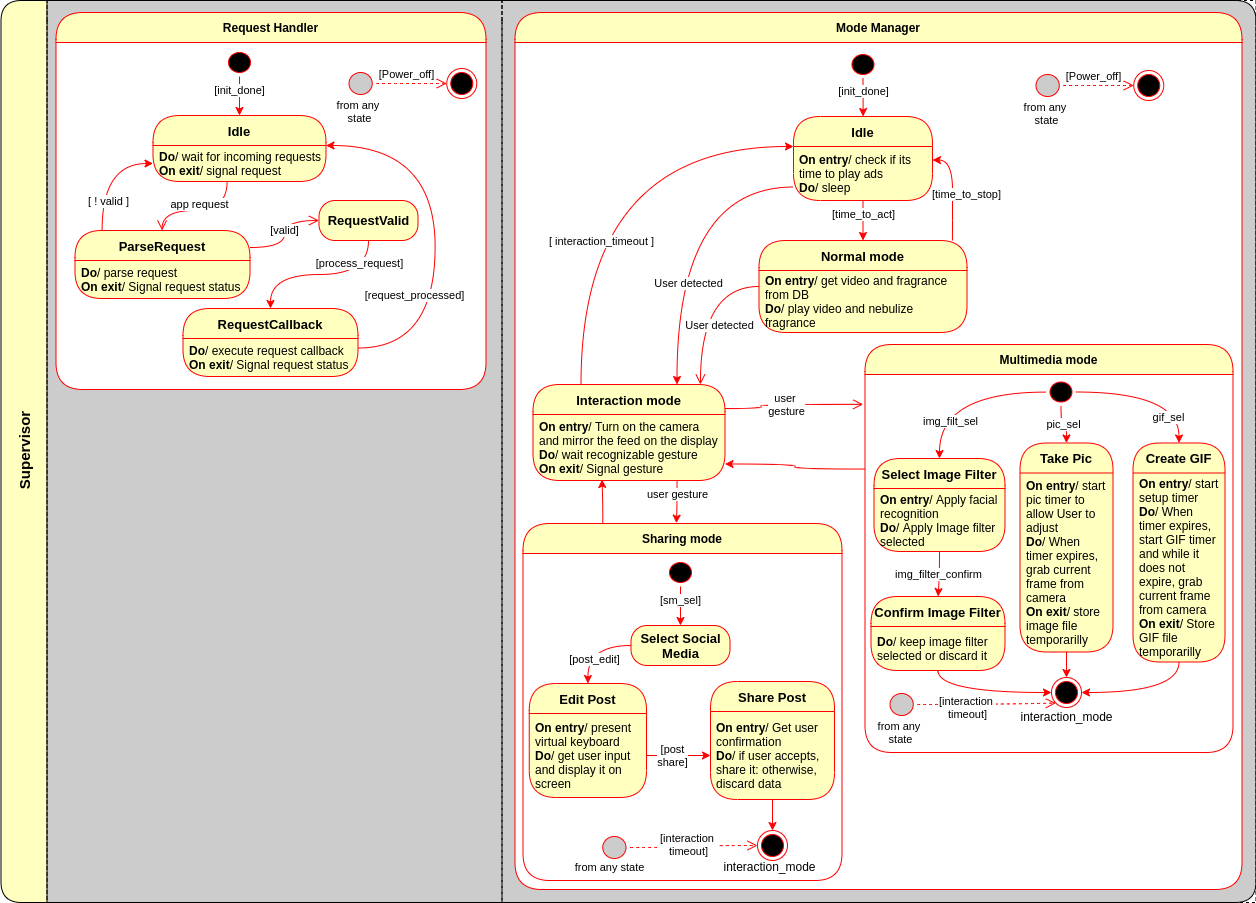 Supervisor
Request Handler
[init_done]
[Power_off]
from any
state
Idle
Do/ wait for incoming requests
On exit/ signal request
[ ! valid ]
app request
[valid]
RequestValid
ParseRequest
Do/ parse request
On exit/ Signal request status
[process_request]
[request_processed]
RequestCallback
Do/ execute request callback
On exit/ Signal request status
Mode Manager
[init_done]
[Power_off]
from any
state
Idle
On entry/ check if its
time to play ads
Do/ sleep
[time_to_act]
[time_to_stop]
[ interaction_timeout ]
User detected
User detected
Normal mode
On entry/ get video and fragrance
from DB
Do/ play video and nebulize
fragrance
Interaction mode
On entry/ Turn on the camera
and mirror the feed on the display
Do/ wait recognizable gesture
On exit/ Signal gesture
user
gesture
user gesture
Multimedia mode
img_filt_sel
pic_sel
gif_sel
Select Image Filter
On entry/ Apply facial
recognition
Do/ Apply Image filter
selected
img_filter_confirm
Confirm Image Filter
Do/ keep image filter
selected or discard it
Take Pic
On entry/ start
pic timer to
allow User to
adjust
Do/ When
timer expires,
grab current
frame from
camera
On exit/ store
image file
temporarilly
Create GIF
On entry/ start
setup timer
Do/ When
timer expires,
start GIF timer
and while it
does not
expire, grab
current frame
from camera
On exit/ Store
GIF file
temporarilly
[interaction
timeout]
from any
state
interaction_mode
Sharing mode
[sm_sel]
Select Social
Media
[post_edit]
Edit Post
On entry/ present
virtual keyboard
Do/ get user input
and display it on
screen
[post
share]
Share Post
On entry/ Get user
confirmation
Do/ if user accepts,
share it: otherwise,
discard data
[interaction
timeout]
from any state
interaction_mode